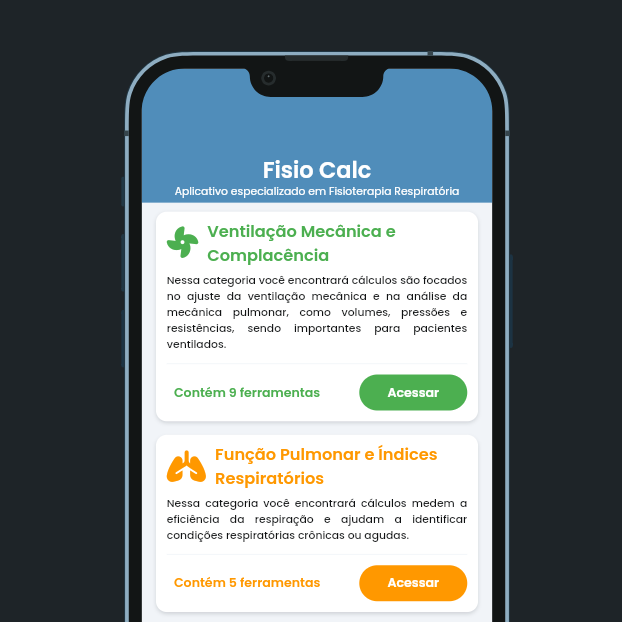 Fisio Calc
Aplicativo especializado em Fisioterapia Respiratória
Ventilação Mecânica e
Complacência
Nessa categoria você encontrará cálculos são focados
no ajuste da ventilação mecânica e na análise da
mecânica pulmonar, como volumes, pressões e
resistências, sendo importantes para pacientes
ventilados.
Contém 9 ferramentas
Acessar
Função Pulmonar e Índices
Respiratórios
Nessa categoria você encontrará cálculos medem a
eficiência da respiração e ajudam a identificar
condições respiratórias crônicas ou agudas.
Contém 5 ferramentas
Acessar